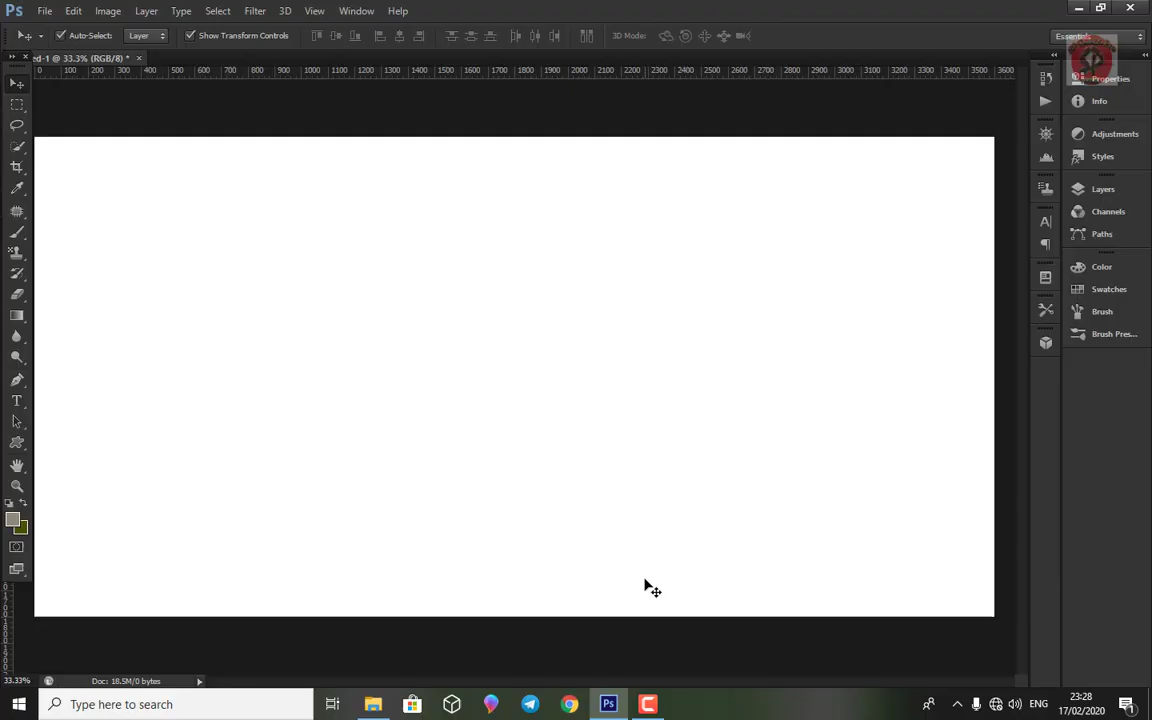 Ps File Edit Image Layer Type Select Filter 3D View Window Help
Auto-Select: Layer Show Transform Controls 3D Mode: Essentials
ed-1 @ 33.3% (RGB/8) * ×
0 100 200 300 400 500 600 700 800 900 1000 1100 1200 1300 1400 1500 1600 1700 1800 1900 2000 2100 2200 2300 2400 2500 2600 2700 2800 2900 3000 3100 3200 3300 3400 3500 3600
SP
Properties
Info
Adjustments
Styles
Layers
Channels
Paths
Color
Swatches
Brush
Brush Pres...
33.33% Doc: 18.5M/0 bytes
Type here to search
Ps
ENG
23:28
17/02/2020
1